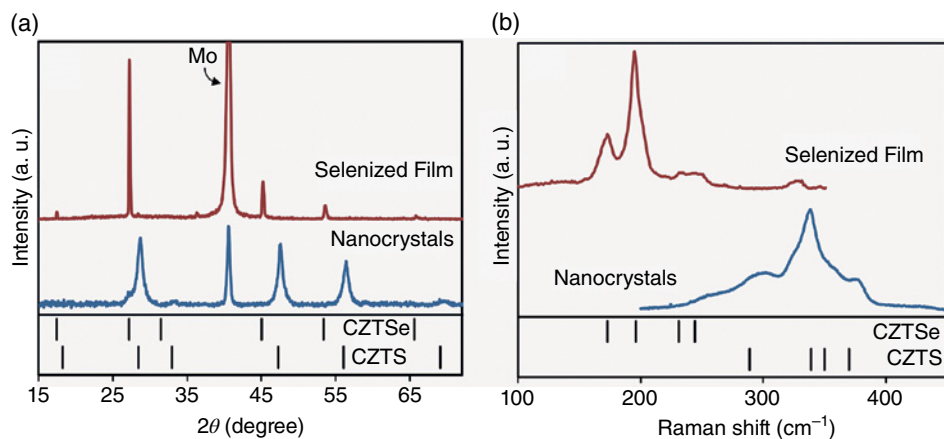 (a)
Mo
Selenized Film
Nanocrystals
CZTSe
CZTS
Intensity (a. u.)
15 25 35 45 55 65
2θ (degree)
(b)
Selenized Film
Nanocrystals
CZTSe
CZTS
Intensity (a. u.)
100 200 300 400
Raman shift (cm⁻¹)